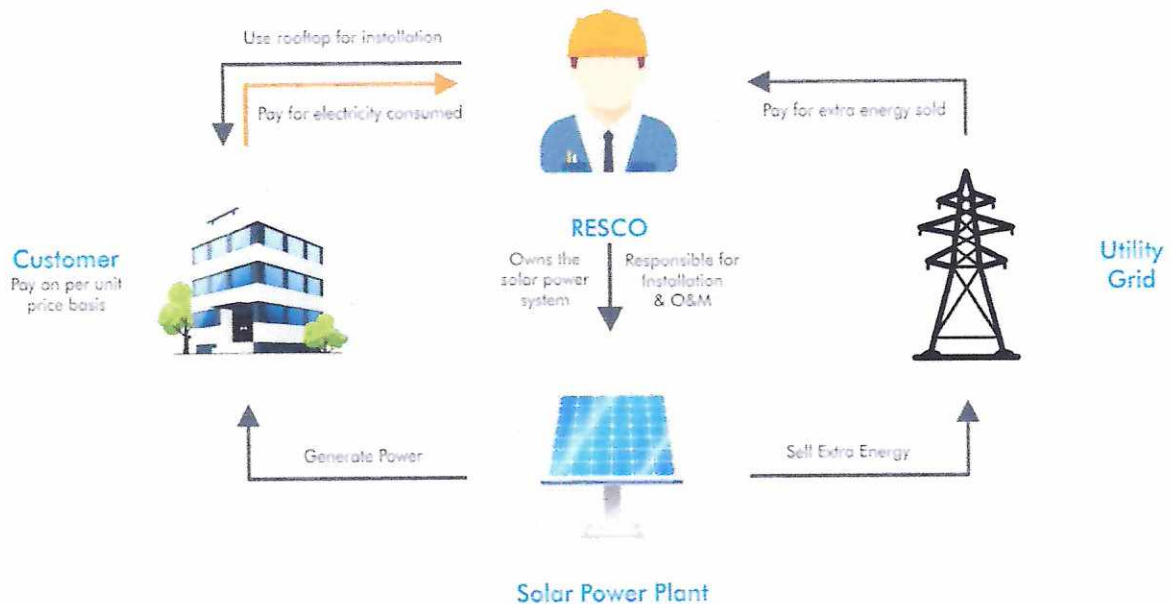 Use rooftop for installation
Pay for electricity consumed
Pay for extra energy sold
RESCO
Owns the
solar power
system
Responsible for
Installation
& O&M
Customer
Pay on per unit
price basis
Utility
Grid
Generate Power
Sell Extra Energy
Solar Power Plant